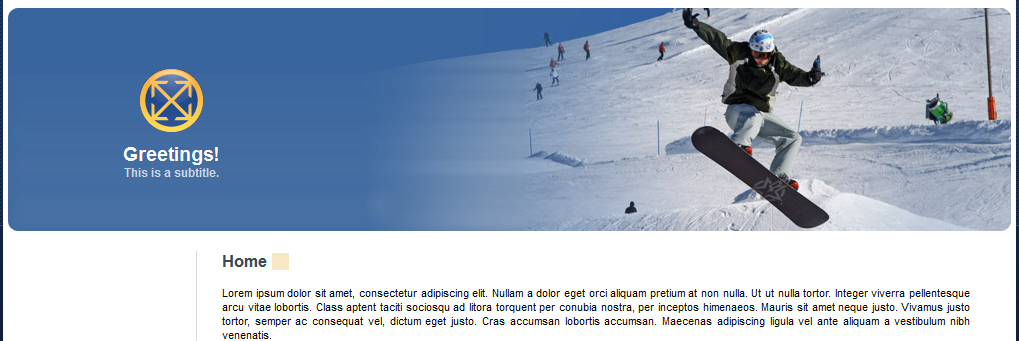 Greetings!
This is a subtitle.
Home
Lorem ipsum dolor sit amet, consectetur adipiscing elit. Nullam a dolor eget orci aliquam pretium at non nulla. Ut ut nulla tortor. Integer viverra pellentesque
arcu vitae lobortis. Class aptent taciti sociosqu ad litora torquent per conubia nostra, per inceptos himenaeos. Mauris sit amet neque justo. Vivamus justo
tortor, semper ac consequat vel, dictum eget justo. Cras accumsan lobortis accumsan. Maecenas adipiscing ligula vel ante aliquam a vestibulum nibh
venenatis.